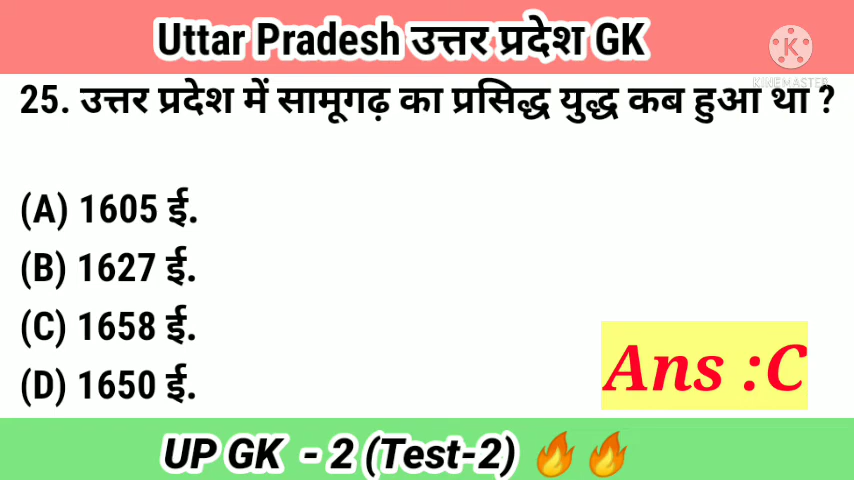 Uttar Pradesh उत्तर प्रदेश GK
K
KINEMASTER
25. उत्तर प्रदेश में सामूगढ़ का प्रसिद्ध युद्ध कब हुआ था ?
(A) 1605 ई.
(B) 1627 ई.
(C) 1658 ई.
(D) 1650 ई.
Ans :C
UP GK - 2 (Test-2) 🔥🔥